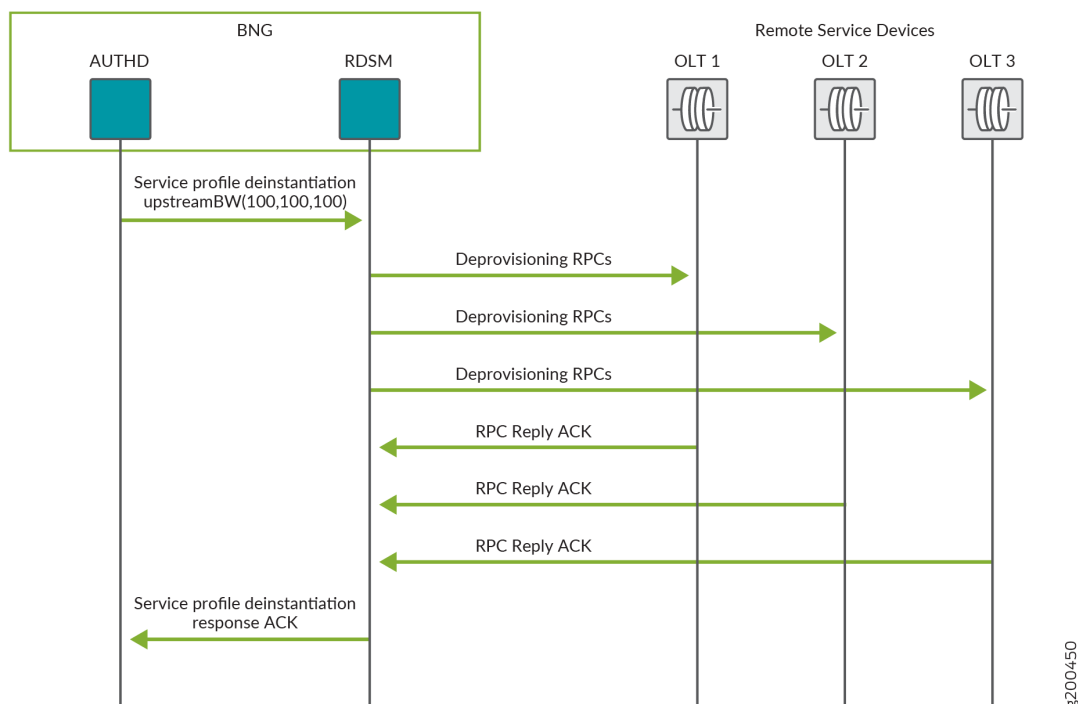 BNG
Remote Service Devices
AUTHD
RDSM
OLT 1
OLT 2
OLT 3
Service profile deinstantiation
upstreamBW(100,100,100)
Deprovisioning RPCs
Deprovisioning RPCs
Deprovisioning RPCs
RPC Reply ACK
RPC Reply ACK
RPC Reply ACK
Service profile deinstantiation
response ACK
g200450